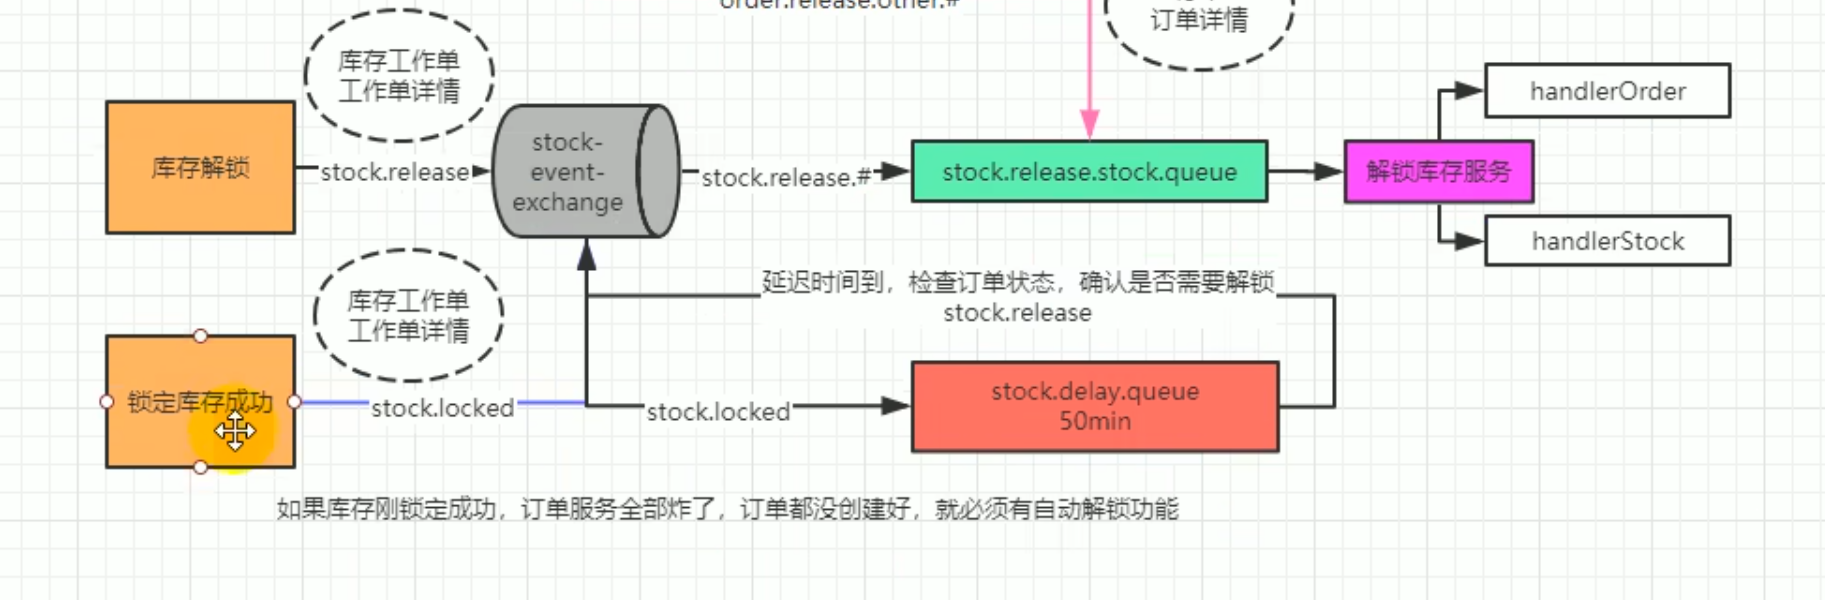 order.release.other.#
订单详情
库存工作单
工作单详情
handlerOrder
库存解锁
stock.release
stock-
event-
exchange
stock.release.#
stock.release.stock.queue
解锁库存服务
handlerStock
库存工作单
工作单详情
延迟时间到，检查订单状态，确认是否需要解锁
stock.release
锁定库存成功
stock.locked
stock.locked
stock.delay.queue
50min
如果库存刚锁定成功，订单服务全部炸了，订单都没创建好，就必须有自动解锁功能